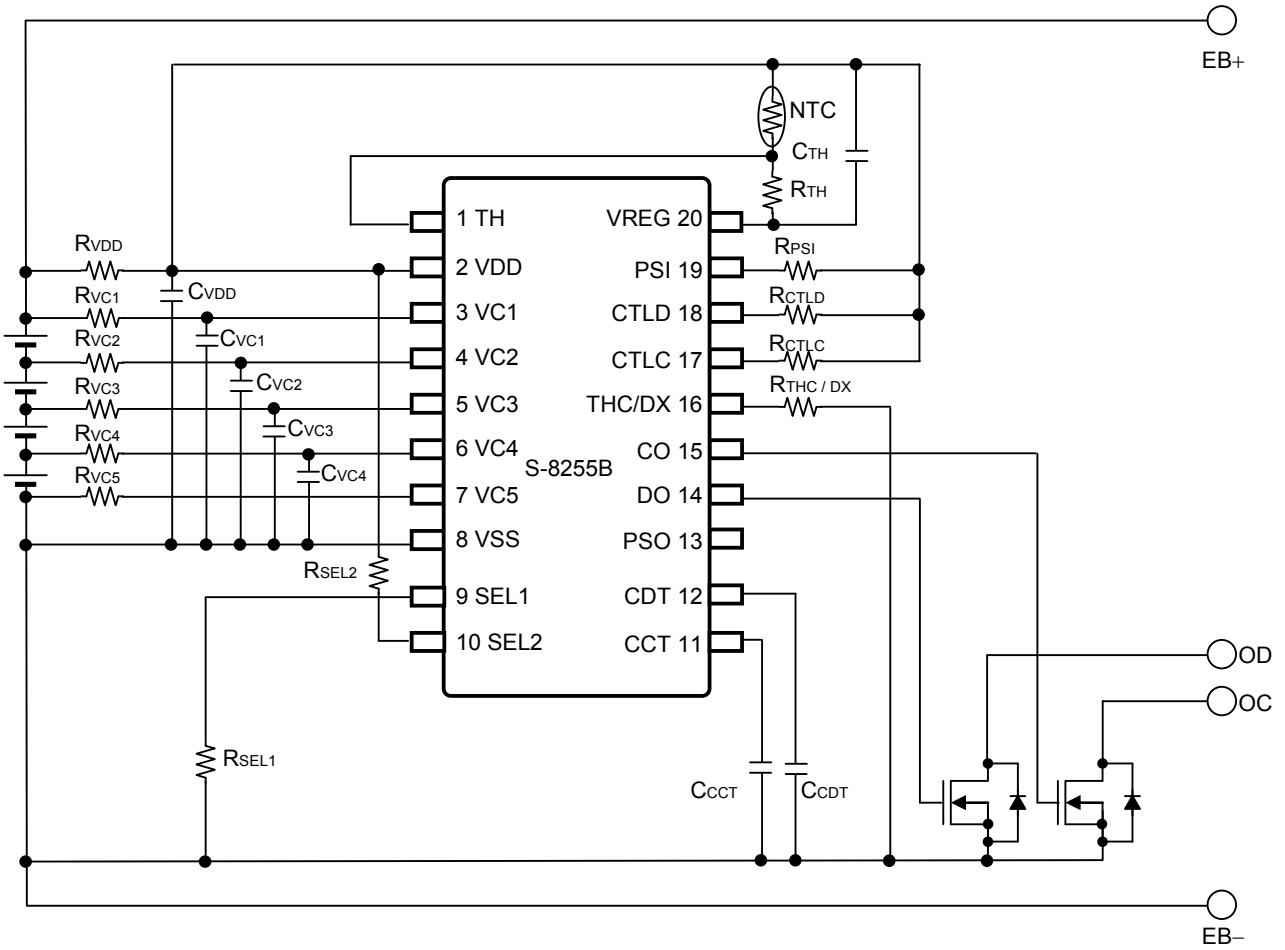 EB+
NTC
CTH
RTH
1 TH
VREG 20
RVDD
RPSI
2 VDD
PSI 19
CVDD
RVC1
RCTLD
3 VC1
CTLD 18
CVC1
RVC2
RCTLC
4 VC2
CTLC 17
CVC2
RVC3
RTHC / DX
5 VC3
THC/DX 16
CVC3
RVC4
6 VC4
CO 15
CVC4
S-8255B
RVC5
7 VC5
DO 14
8 VSS
PSO 13
RSEL2
9 SEL1
CDT 12
10 SEL2
CCT 11
OD
OC
RSEL1
CCCT
CCDT
EB−